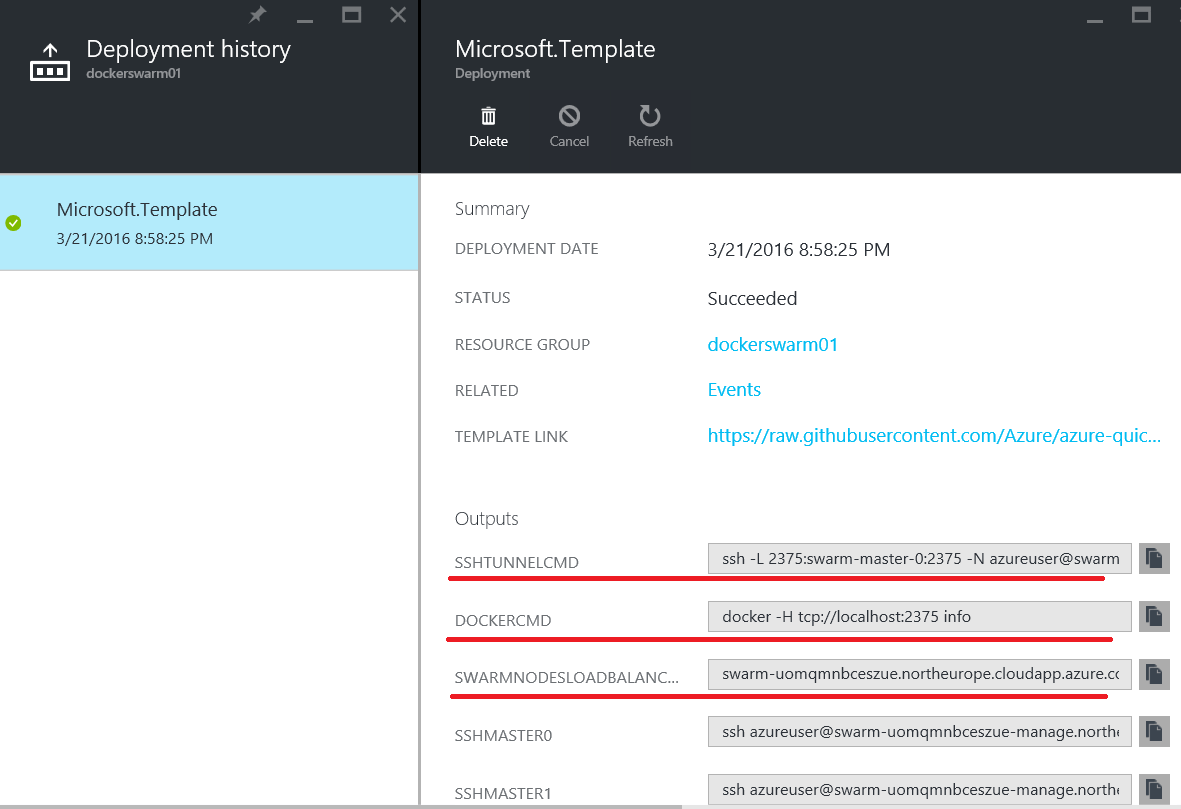 Deployment history
dockerswarm01
Microsoft.Template
3/21/2016 8:58:25 PM
Microsoft.Template
Deployment
Delete
Cancel
Refresh
Summary
DEPLOYMENT DATE
3/21/2016 8:58:25 PM
STATUS
Succeeded
RESOURCE GROUP
dockerswarm01
RELATED
Events
TEMPLATE LINK
https://raw.githubusercontent.com/Azure/azure-quic...
Outputs
SSHTUNNELCMD
ssh -L 2375:swarm-master-0:2375 -N azureuser@swarm
DOCKERCMD
docker -H tcp://localhost:2375 info
SWARMNODESLOADBALANC...
swarm-uomqmnbceszue.northeurope.cloudapp.azure.co
SSHMASTER0
ssh azureuser@swarm-uomqmnbceszue-manage.northe
SSHMASTER1
ssh azureuser@swarm-uomqmnbceszue-manage.northe